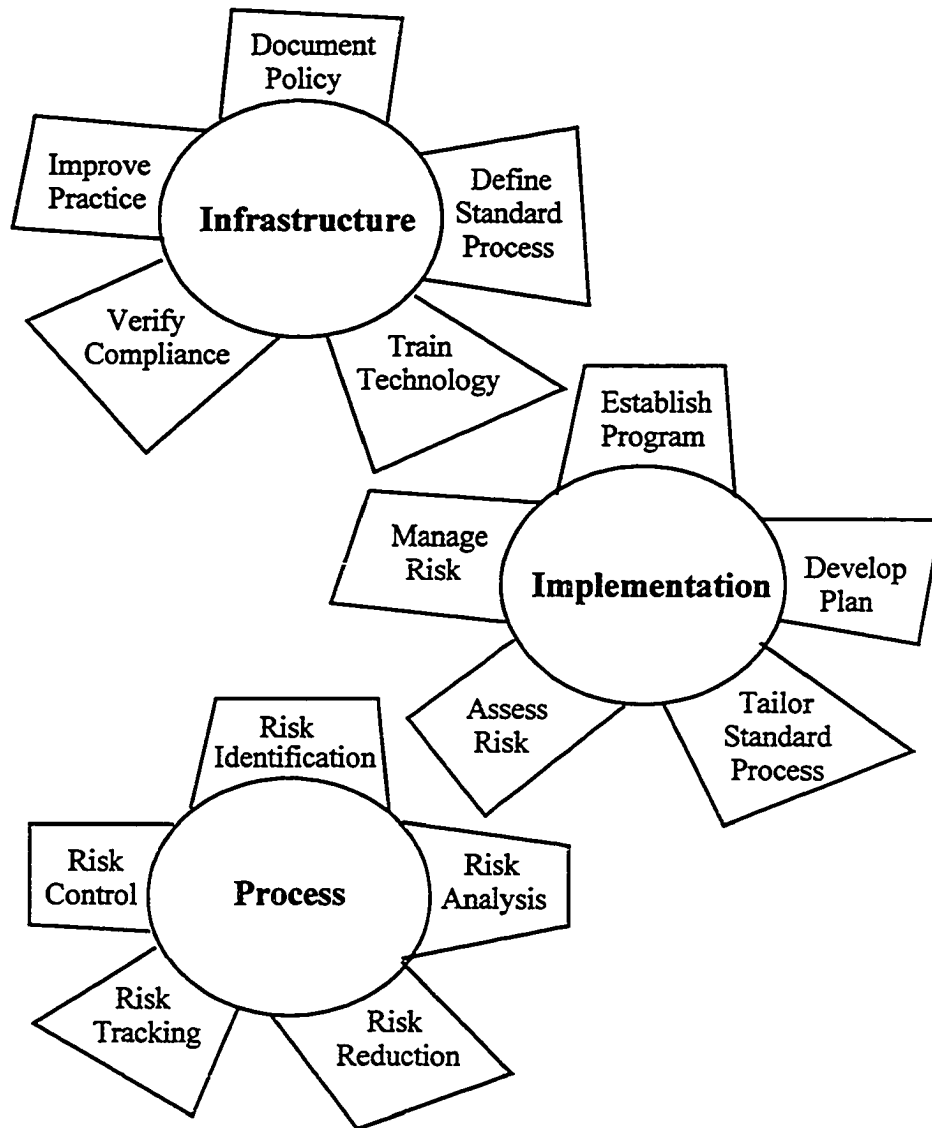 Document
Policy
Improve
Practice
Infrastructure
Define
Standard
Process
Verify
Compliance
Train
Technology
Establish
Program
Manage
Risk
Implementation
Develop
Plan
Assess
Risk
Tailor
Standard
Process
Risk
Identification
Risk
Control
Process
Risk
Analysis
Risk
Tracking
Risk
Reduction